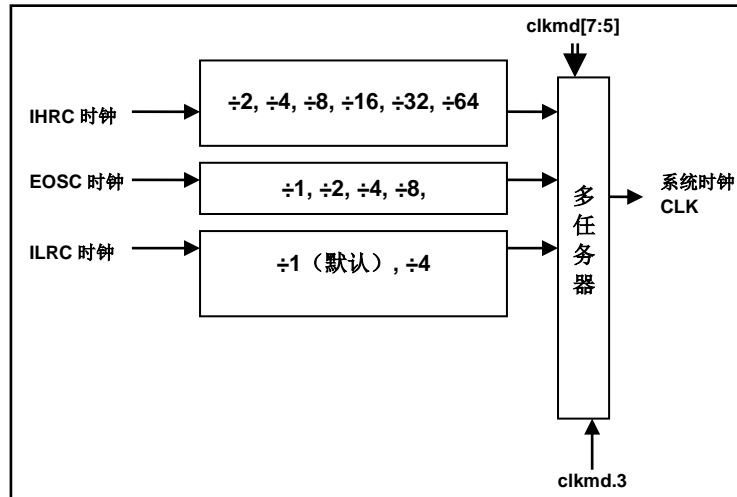 clkmd[7:5]
IHRC 时钟
÷2, ÷4, ÷8, ÷16, ÷32, ÷64
EOSC 时钟
÷1, ÷2, ÷4, ÷8,
ILRC 时钟
÷1（默认）, ÷4
多任务器
系统时钟
CLK
clkmd.3